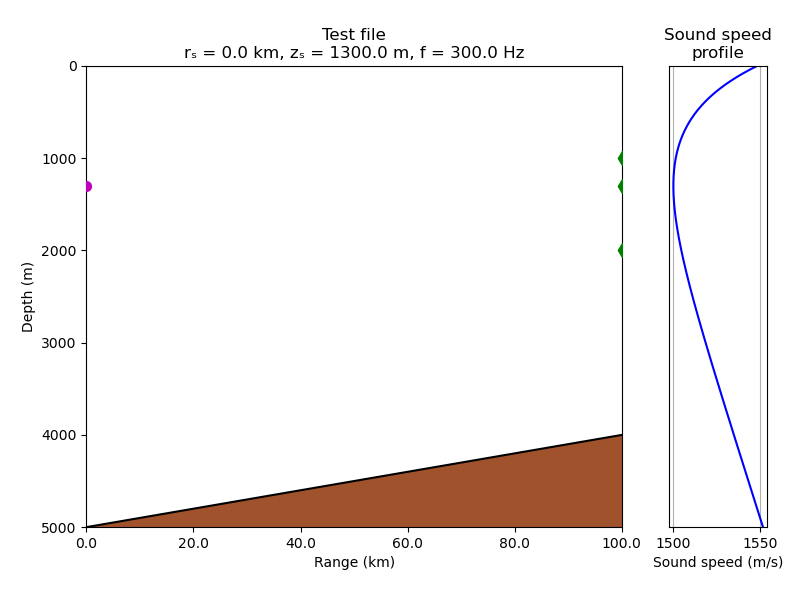 Test file
rₛ = 0.0 km, zₛ = 1300.0 m, f = 300.0 Hz
Sound speed
profile
0
1000
2000
3000
4000
5000
Depth (m)
0.0 20.0 40.0 60.0 80.0 100.0
Range (km)
1500 1550
Sound speed (m/s)